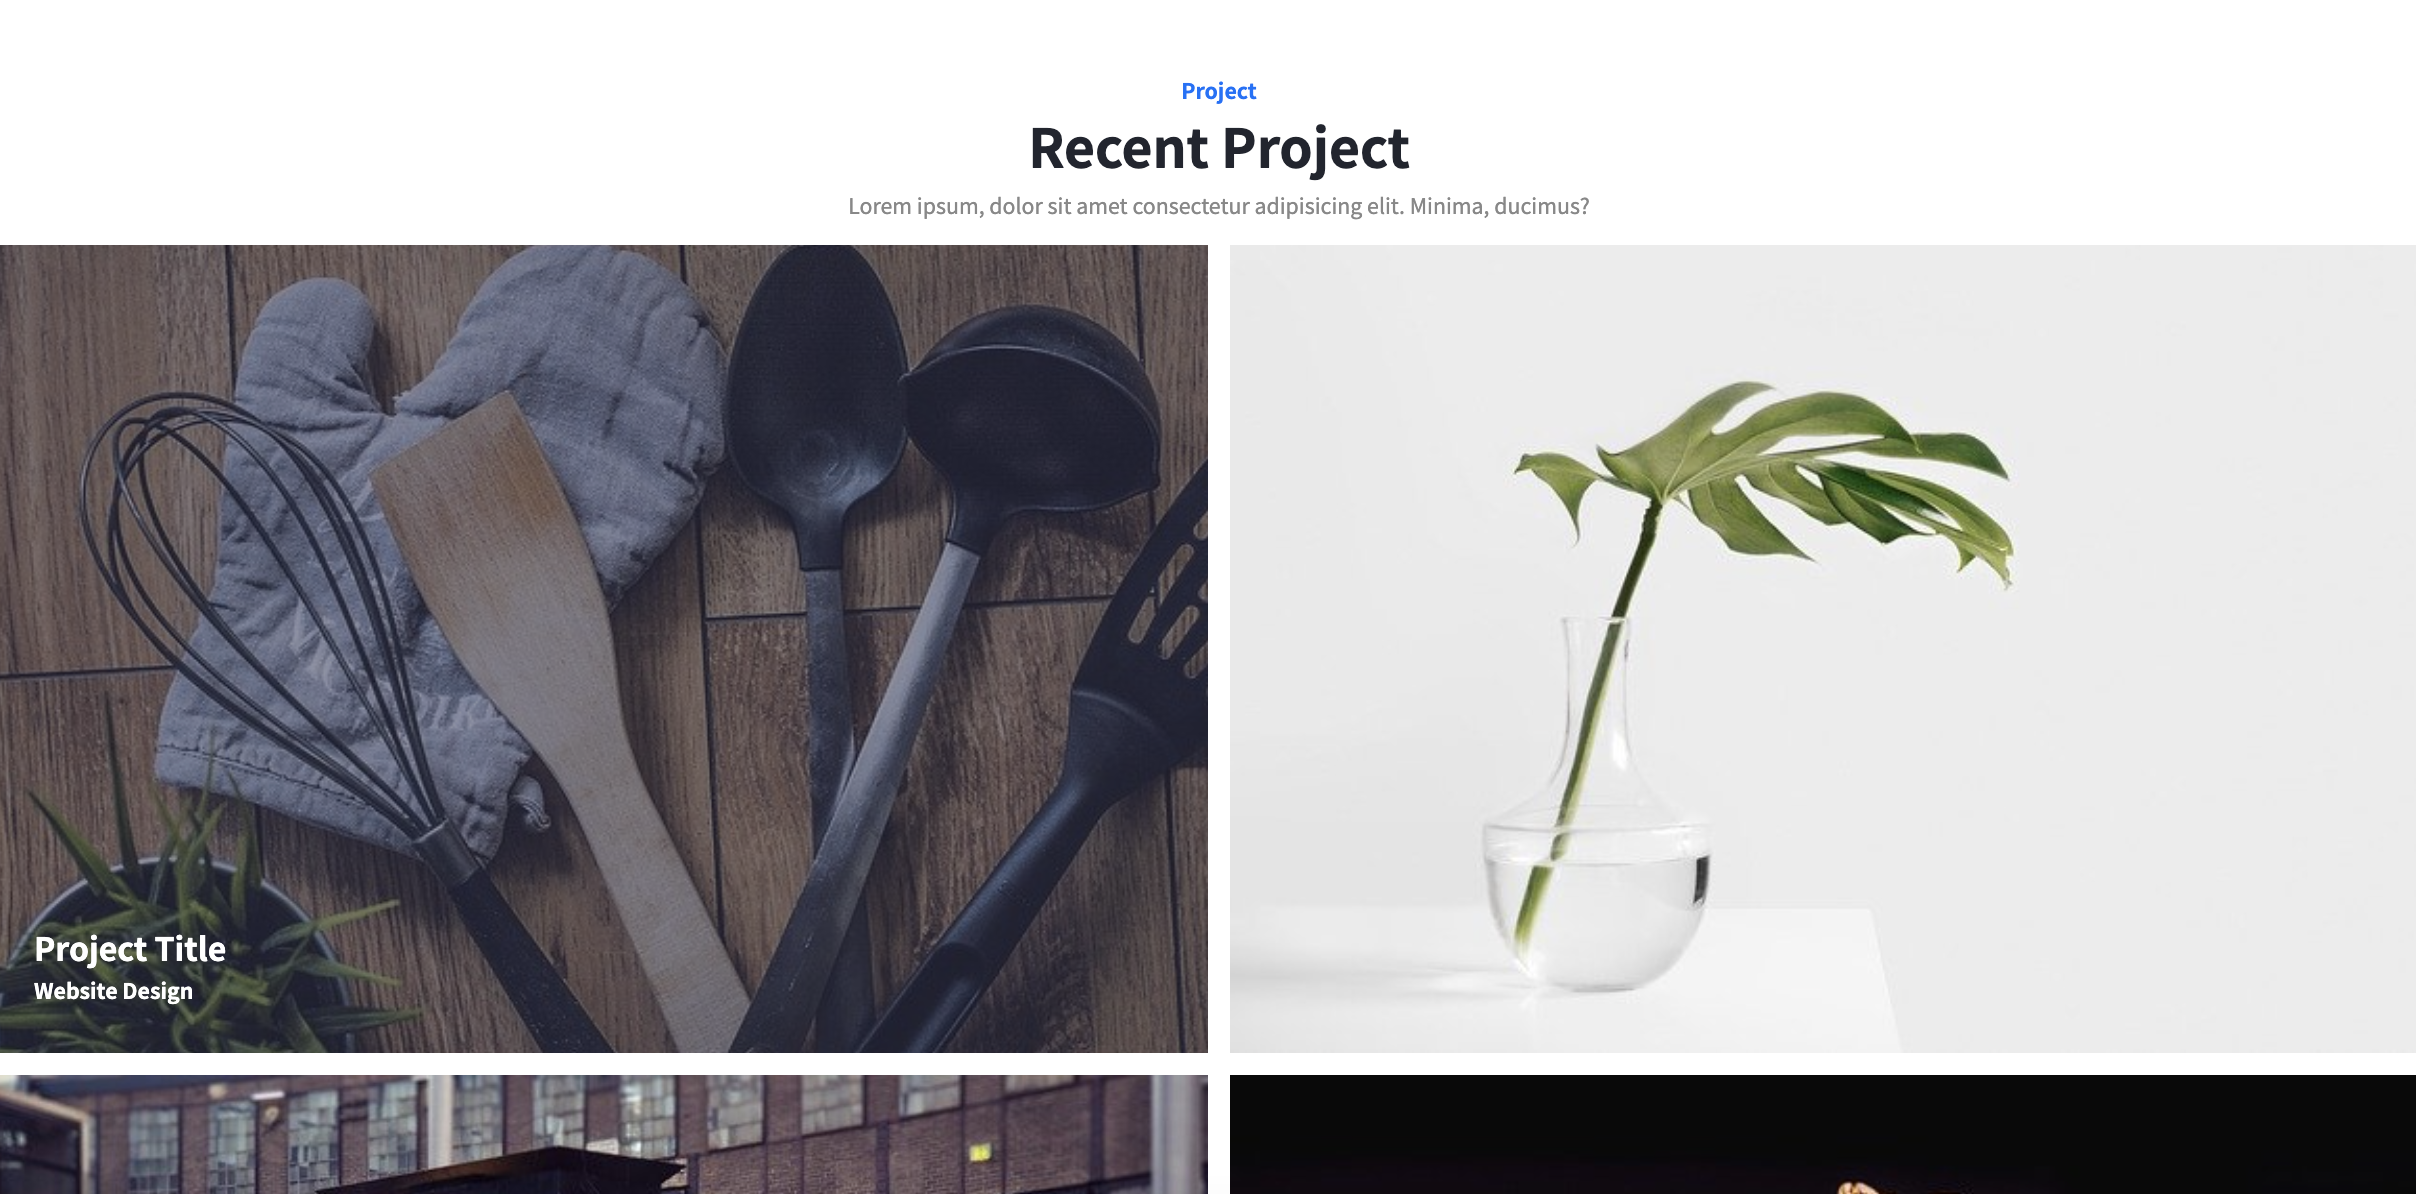 Project
Recent Project
Lorem ipsum, dolor sit amet consectetur adipisicing elit. Minima, ducimus?
Project Title
Website Design